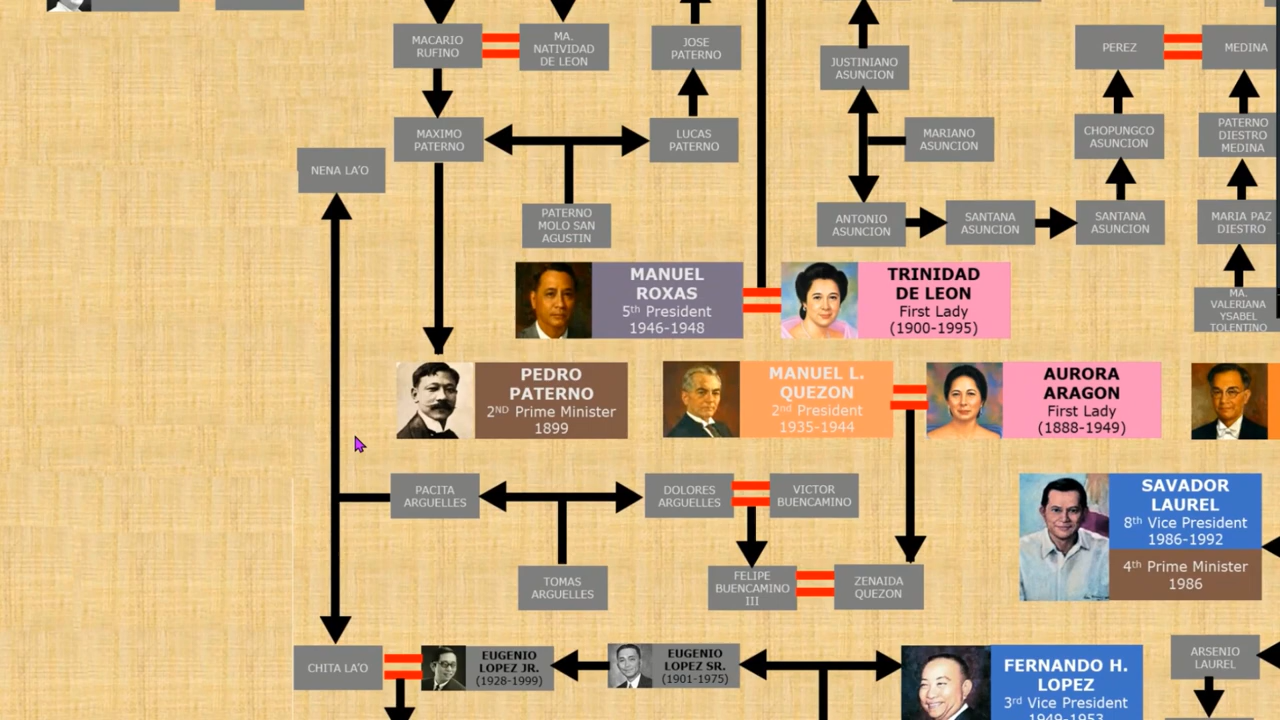 MACARIO
RUFINO
MA.
NATIVIDAD
DE LEON
JOSE
PATERNO
JUSTINIANO
ASUNCION
PEREZ
MEDINA
MAXIMO
PATERNO
LUCAS
PATERNO
MARIANO
ASUNCION
CHOPUNGCO
ASUNCION
PATERNO
DIESTRO
MEDINA
NENA LA'O
PATERNO
MOLO SAN
AGUSTIN
ANTONIO
ASUNCION
SANTANA
ASUNCION
SANTANA
ASUNCION
MARIA PAZ
DIESTRO
MANUEL
ROXAS
5th President
1946-1948
TRINIDAD
DE LEON
First Lady
(1900-1995)
MA.
VALERIANA
YSABEL
TOLENTINO
PEDRO
PATERNO
2ND Prime Minister
1899
MANUEL L.
QUEZON
2nd President
1935-1944
AURORA
ARAGON
First Lady
(1888-1949)
PACITA
ARGUELLES
DOLORES
ARGUELLES
VICTOR
BUENCAMINO
SAVADOR
LAUREL
8th Vice President
1986-1992
4th Prime Minister
1986
TOMAS
ARGUELLES
FELIPE
BUENCAMINO
III
ZENAIDA
QUEZON
CHITA LA'O
EUGENIO
LOPEZ JR.
(1928-1999)
EUGENIO
LOPEZ SR.
(1901-1975)
FERNANDO H.
LOPEZ
3rd Vice President
1949-1953
ARSENIO
LAUREL